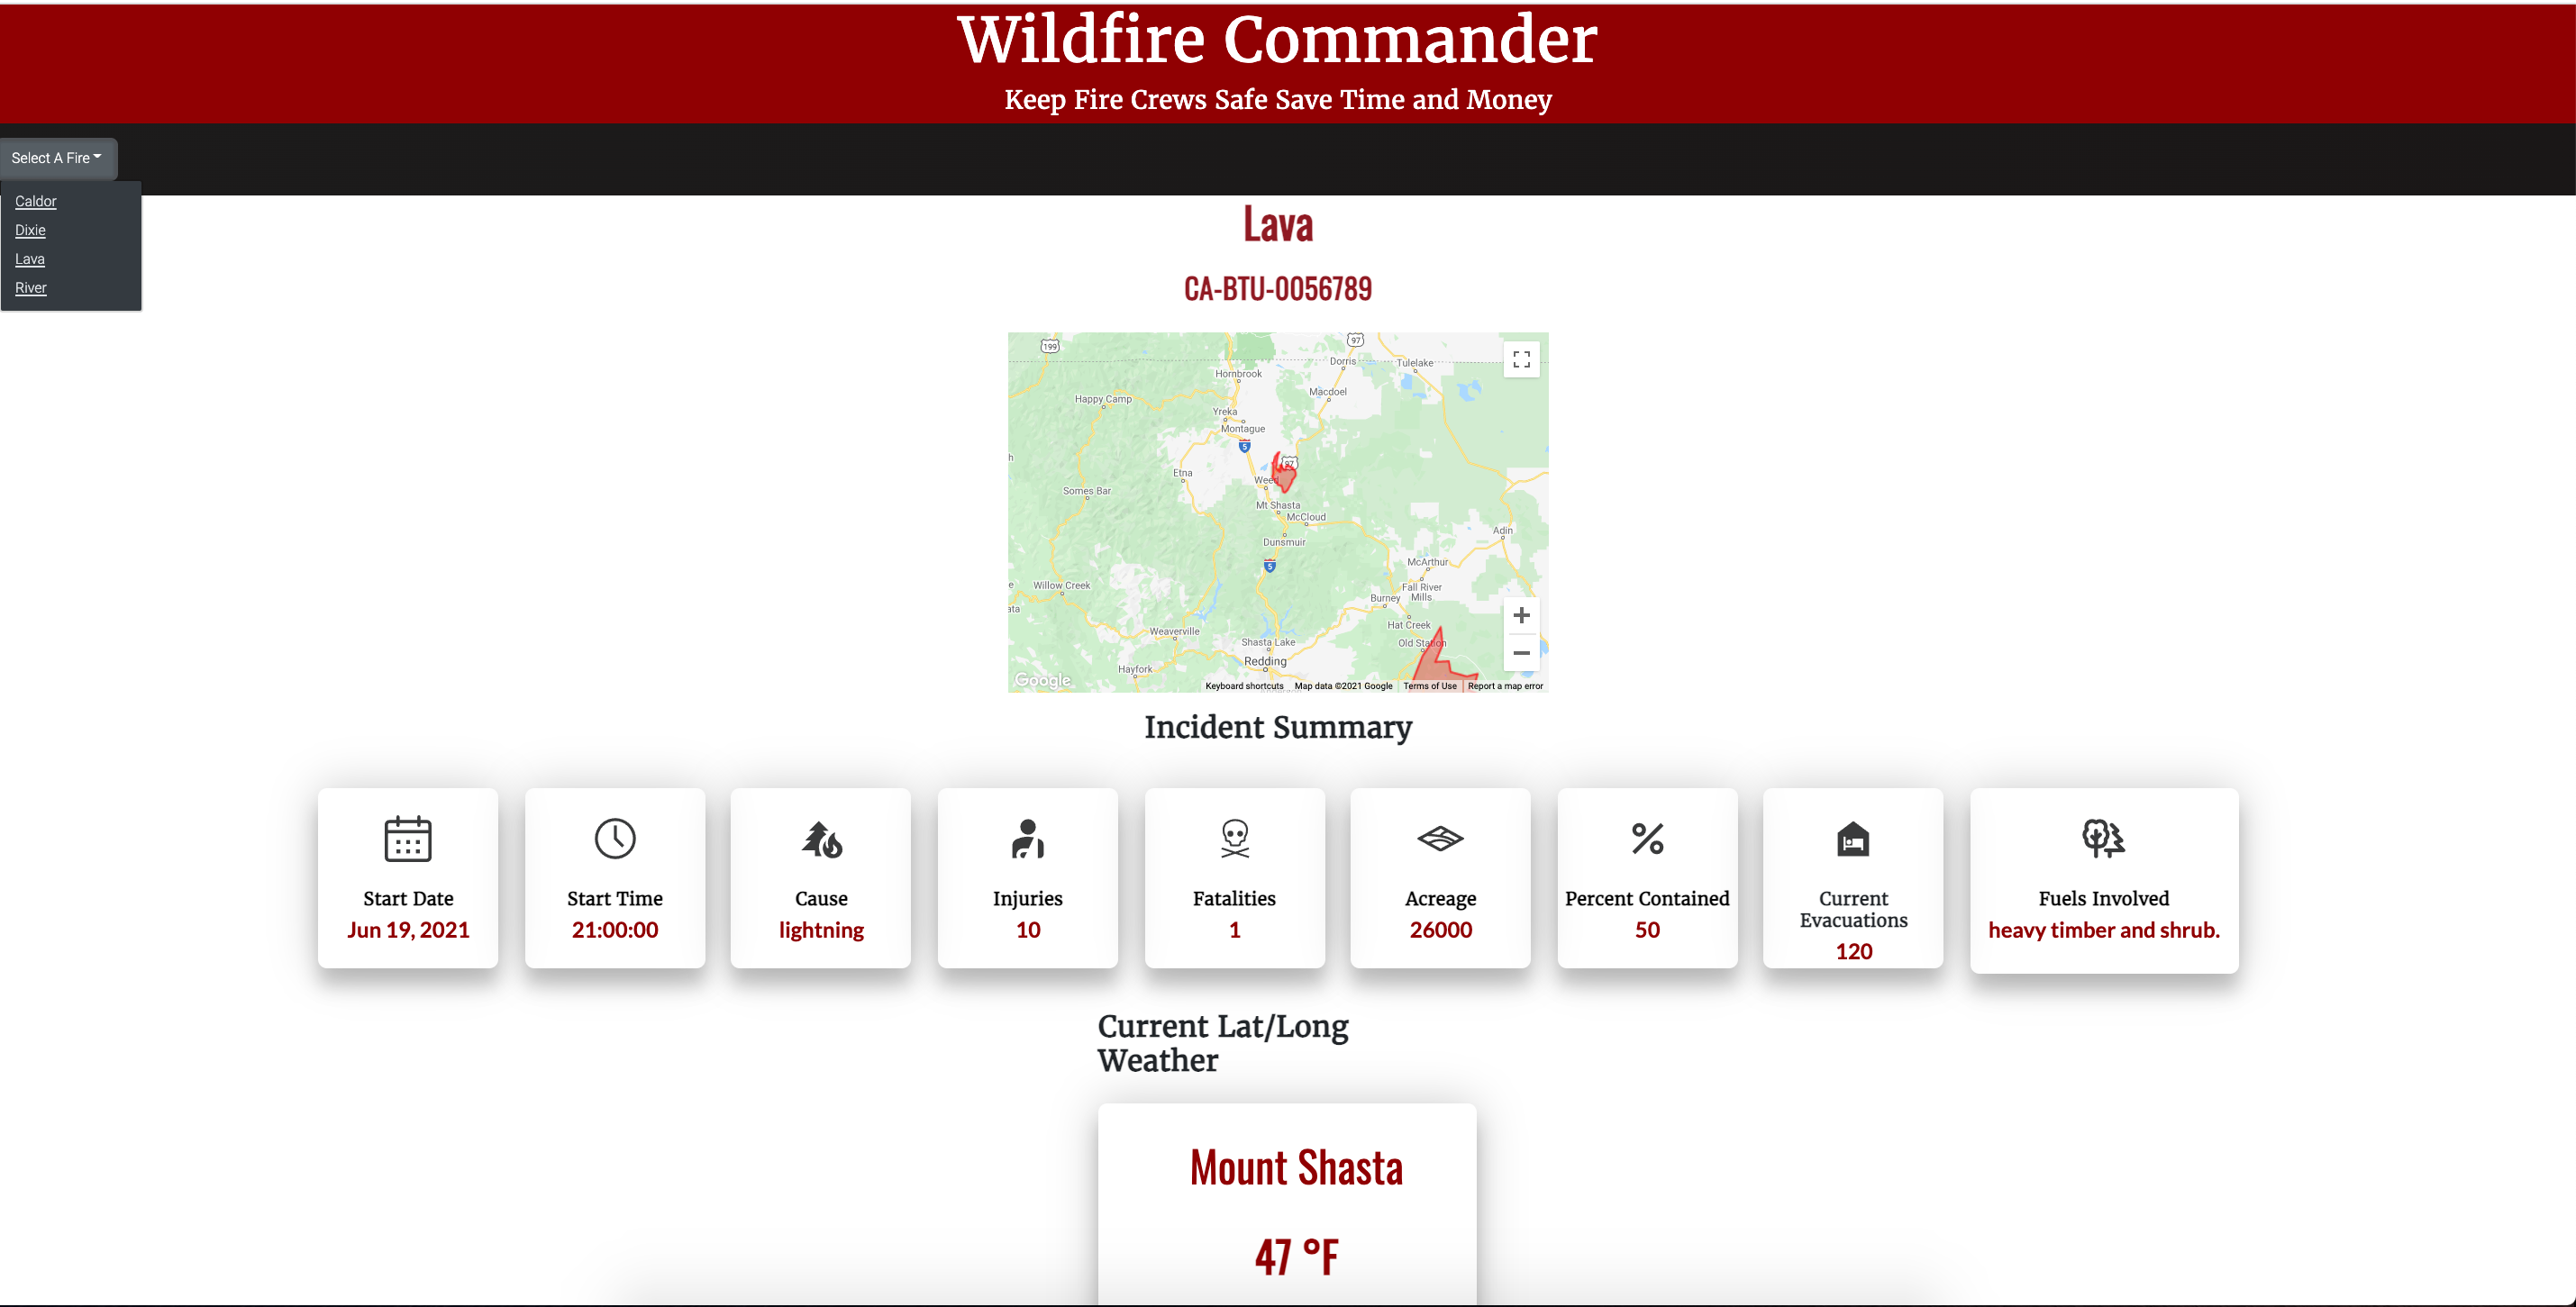 Wildfire Commander
Keep Fire Crews Safe Save Time and Money
Select A Fire
Caldor
Dixie
Lava
River
Lava
CA-BTU-0056789
199
97
Dorris
Tulelake
Hornbrook
Macdoel
Happy Camp
Yreka
Montague
5
h
97
Etna
Weed
Somes Bar
Mt Shasta
McCloud
Adin
Dunsmuir
5
McArthur
e
Willow Creek
Fall River
Mills
Burney
ata
Hat Creek
Weaverville
Shasta Lake
Old Station
Redding
Hayfork
Google
Keyboard shortcuts
Map data ©2021 Google
Terms of Use
Report a map error
Incident Summary
Start Date
Jun 19, 2021
Start Time
21:00:00
Cause
lightning
Injuries
10
Fatalities
1
Acreage
26000
Percent Contained
50
Current
Evacuations
120
Fuels Involved
heavy timber and shrub.
Current Lat/Long
Weather
Mount Shasta
47 °F